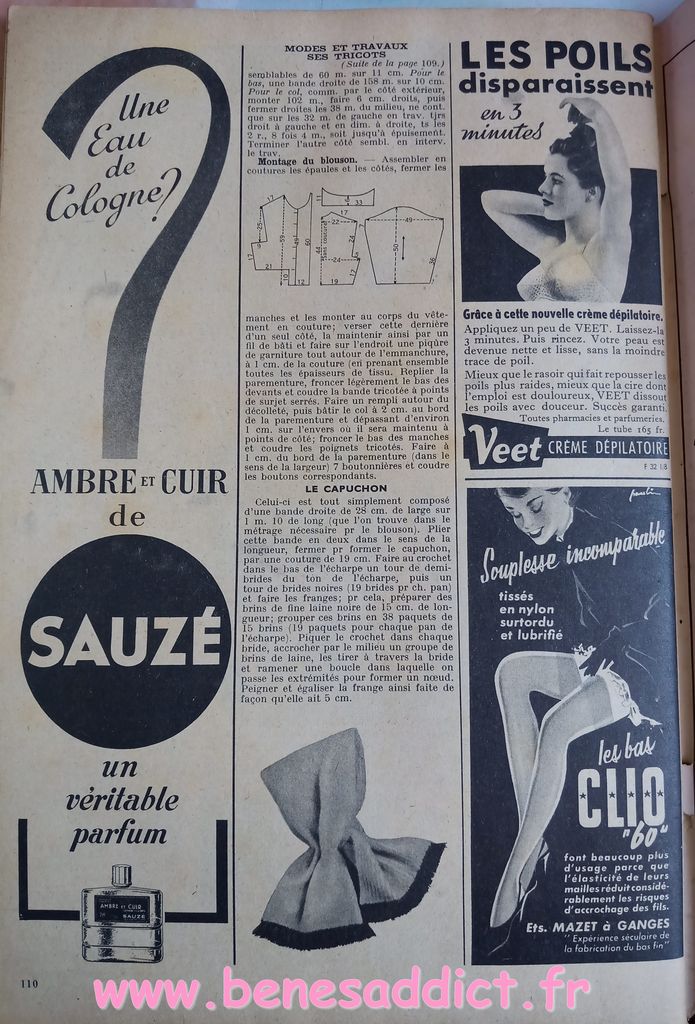 Une
Eau
de
Cologne?
AMBRE ET CUIR
de
SAUZÉ
un
véritable
parfum
AMBRE ET CUIR
SAUZE
110
MODES ET TRAVAUX
SES TRICOTS
(Suite de la page 109.)
semblables de 60 m. sur 11 cm. Pour le
bas, une bande droite de 158 m. sur 10 cm.
Pour le col, comm. par le côté extérieur,
monter 102 m., faire 6 cm. droits, puis
fermer droites les 38 m. du milieu, ne cont.
que sur les 32 m. de gauche en trav. tjrs
droit à gauche et en dim. à droite, ts les
2 r., 8 fois 4 m., soit jusqu'à épuisement.
Terminer l'autre côté sembl. en interv.
le trav.
Montage du blouson. — Assembler en
coutures les épaules et les côtés, fermer les
manches et les monter au corps du vête-
ment en couture; verser cette dernière
d'un seul côté, la maintenir ainsi par un
fil de bâti et faire sur l'endroit une piqûre
de garniture tout autour de l'emmanchure,
à 1 cm. de la couture (en prenant ensemble
toutes les épaisseurs de tissu. Replier la
parementure, froncer légèrement le bas des
devants et coudre la bande tricotée à points
de surjet serrés. Faire un rempli autour du
décolleté, puis bâtir le col à 2 cm. au bord
de la parementure et dépassant d'environ
1 cm. sur l'envers où il sera maintenu à
points de côté; froncer le bas des manches
et coudre les poignets tricotés. Faire à
1 cm. du bord de la parementure (dans le
sens de la largeur) 7 boutonnières et coudre
les boutons correspondants.
LE CAPUCHON
Celui-ci est tout simplement composé
d'une bande droite de 28 cm. de large sur
1 m. 10 de long (que l'on trouve dans le
métrage nécessaire pr le blouson). Plier
cette bande en deux dans le sens de la
longueur, fermer pr former le capuchon,
par une couture de 19 cm. Faire au crochet
dans le bas de l'écharpe un tour de demi-
brides du ton de l'écharpe, puis un
tour de brides noires (19 brides pr ch. pan)
et faire les franges; pr cela, préparer des
brins de fine laine noire de 15 cm. de lon-
gueur; grouper ces brins en 38 paquets de
15 brins (19 paquets pour chaque pan de
l'écharpe). Piquer le crochet dans chaque
bride, accrocher par le milieu un groupe de
brins de laine, les tirer à travers la bride
et ramener une boucle dans laquelle on
passe les extrémités pour former un nœud.
Peigner et égaliser la frange ainsi faite de
façon qu'elle ait 5 cm.
LES POILS
disparaissent
en 3
minutes
Grâce à cette nouvelle crème dépilatoire.
Appliquez un peu de VEET. Laissez-la
3 minutes. Puis rincez. Votre peau est
devenue nette et lisse, sans la moindre
trace de poil.
Mieux que le rasoir qui fait repousser les
poils plus raides, mieux que la cire dont
l'emploi est douloureux, VEET dissout
les poils avec douceur. Succès garanti.
Toutes pharmacies et parfumeries.
Le tube 165 fr.
Veet CRÈME DÉPILATOIRE
F 32 1/8
Souplesse incomparable
tissés
en nylon
surtordu
et lubrifié
les bas
CLIO
"60"
font beaucoup plus
d'usage parce que
l'élasticité de leurs
mailles réduit considé-
rablement les risques
d'accrochage des fils.
Ets. MAZET à GANGES
"Expérience séculaire de
la fabrication du bas fin"
www.benesaddict.fr